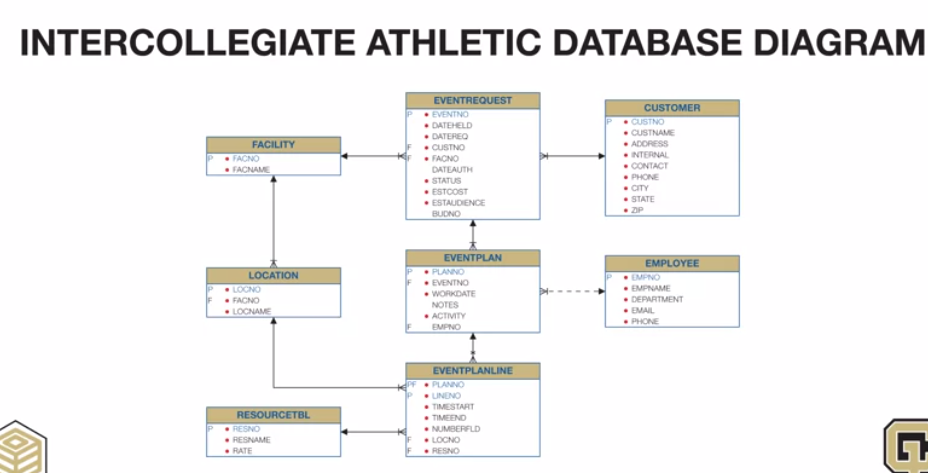 INTERCOLLEGIATE ATHLETIC DATABASE DIAGRAM
EVENTREQUEST
P EVENTNO
DATEHELD
DATEREQ
F CUSTNO
F FACNO
DATEAUTH
STATUS
ESTCOST
ESTAUDIENCE
BUDNO
CUSTOMER
P CUSTNO
CUSTNAME
ADDRESS
INTERNAL
CONTACT
PHONE
CITY
STATE
ZIP
FACILITY
P FACNO
FACNAME
LOCATION
P LOCNO
F FACNO
LOCNAME
EVENTPLAN
P PLANNO
F EVENTNO
WORKDATE
NOTES
ACTIVITY
F EMPNO
EMPLOYEE
P EMPNO
EMPNAME
DEPARTMENT
EMAIL
PHONE
EVENTPLANLINE
PF PLANNO
P LINENO
TIMESTART
TIMEEND
NUMBERFLD
F LOCNO
F RESNO
RESOURCETBL
P RESNO
RESNAME
RATE